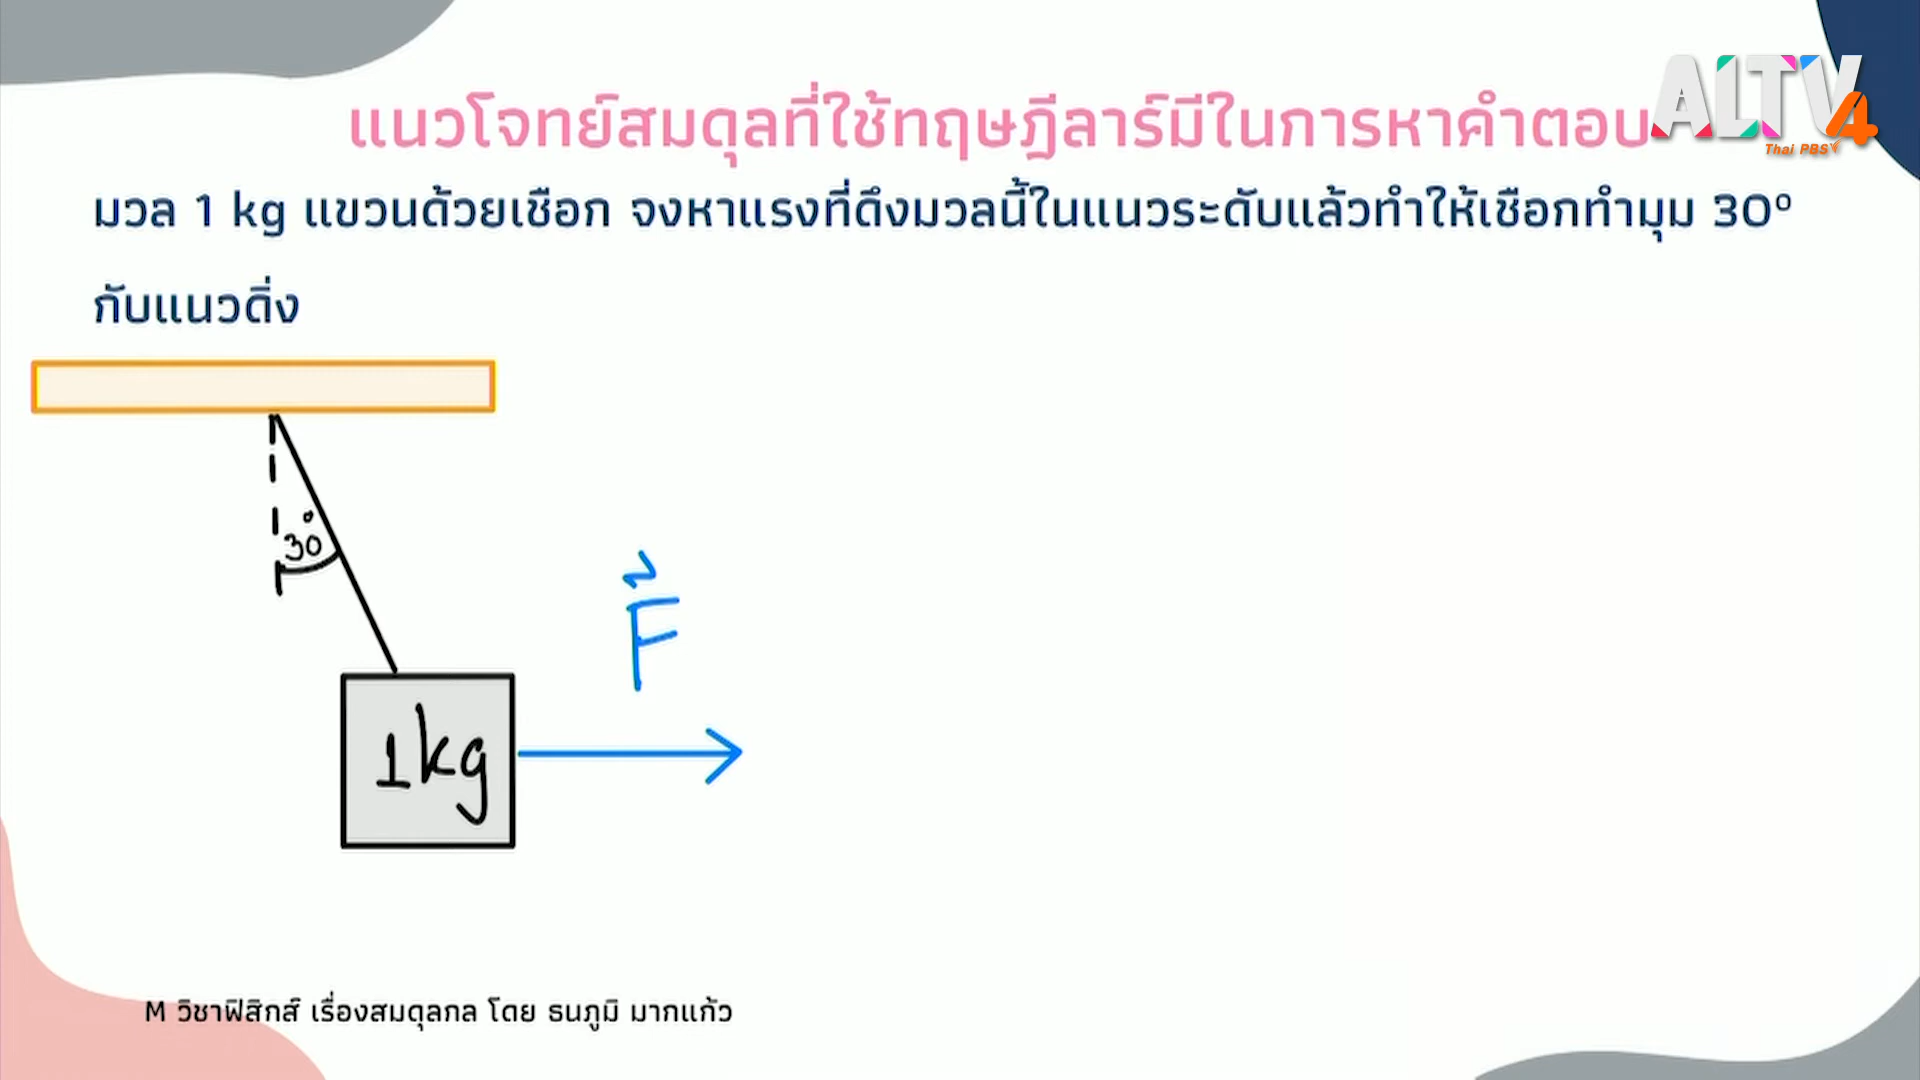 ALTV 4
Thai PBS
แนวโจทย์สมดุลที่ใช้ทฤษฎีลาร์มีในการหาคำตอบ
มวล 1 kg แขวนด้วยเชือก จงหาแรงที่ดึงมวลนี้ในแนวระดับแล้วทำให้เชือกทำมุม 30°
กับแนวดิ่ง
30°
F
1kg
M วิชาฟิสิกส์ เรื่องสมดุลกล โดย ธนภูมิ มากแก้ว